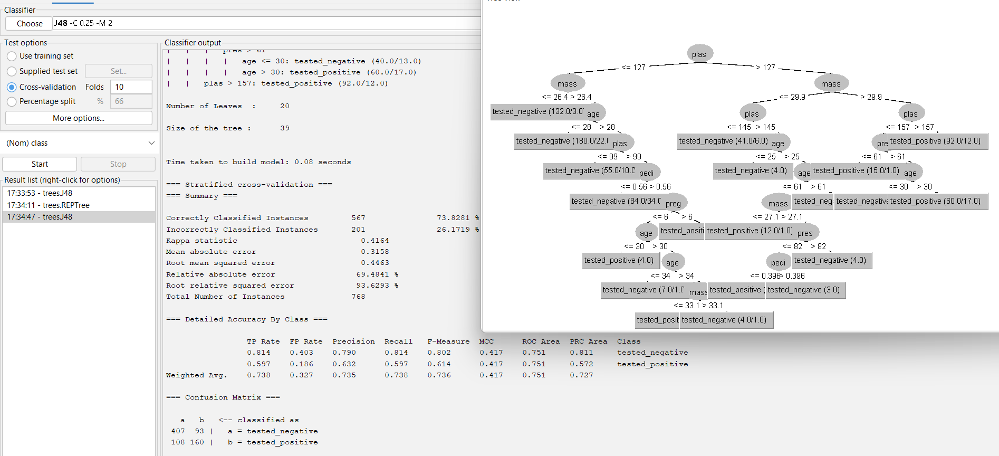 Classifier
Choose J48 -C 0.25 -M 2
Test options
Use training set
Supplied test set Set...
Cross-validation Folds 10
Percentage split % 66
More options...
(Nom) class
Start Stop
Result list (right-click for options)
17:33:53 - trees.J48
17:34:11 - trees.REPTree
17:34:47 - trees.J48
Classifier output
| | | pres > 61
| | | | age <= 30: tested_negative (40.0/13.0)
| | | | age > 30: tested_positive (60.0/17.0)
| | plas > 157: tested_positive (92.0/12.0)
Number of Leaves : 20
Size of the tree : 39
Time taken to build model: 0.08 seconds
=== Stratified cross-validation ===
=== Summary ===
Correctly Classified Instances 567 73.8281 %
Incorrectly Classified Instances 201 26.1719 %
Kappa statistic 0.4164
Mean absolute error 0.3158
Root mean squared error 0.4463
Relative absolute error 69.4841 %
Root relative squared error 93.6293 %
Total Number of Instances 768
=== Detailed Accuracy By Class ===
TP Rate FP Rate Precision Recall F-Measure MCC ROC Area PRC Area Class
0.814 0.403 0.790 0.814 0.802 0.417 0.751 0.811 tested_negative
0.597 0.186 0.632 0.597 0.614 0.417 0.751 0.572 tested_positive
Weighted Avg. 0.738 0.327 0.735 0.738 0.736 0.417 0.751 0.727
=== Confusion Matrix ===
a b <-- classified as
407 93 | a = tested_negative
108 160 | b = tested_positive
plas
<= 127 > 127
mass mass
<= 26.4 > 26.4 <= 29.9 > 29.9
tested_negative (132.0/3.0 age plas plas
<= 28 > 28 <= 145 > 145 <= 157 > 157
tested_negative (180.0/22.0 plas tested_negative (41.0/6.0) age pre tested_positive (92.0/12.0)
<= 99 > 99 <= 25 > 25 <= 61 > 61
tested_negative (55.0/10.0 pedi tested_negative (4.0) age tested_positive (15.0/1.0) age
<= 0.56 > 0.56 <= 61 > 61 <= 30 > 30
tested_negative (84.0/34.0 preg mass tested_neg tested_negative tested_positive (60.0/17.0)
<= 6 > 6 <= 27.1 > 27.1
age tested_positi tested_positive (12.0/1.0) pres
<= 30 > 30 <= 82 > 82
tested_positive (4.0) age pedi tested_negative (4.0)
<= 34 > 34 <= 0.396 > 0.396
tested_negative (7.0/1.0 mass tested_positive ( tested_negative (3.0)
<= 33.1 > 33.1
tested_posit tested_negative (4.0/1.0)